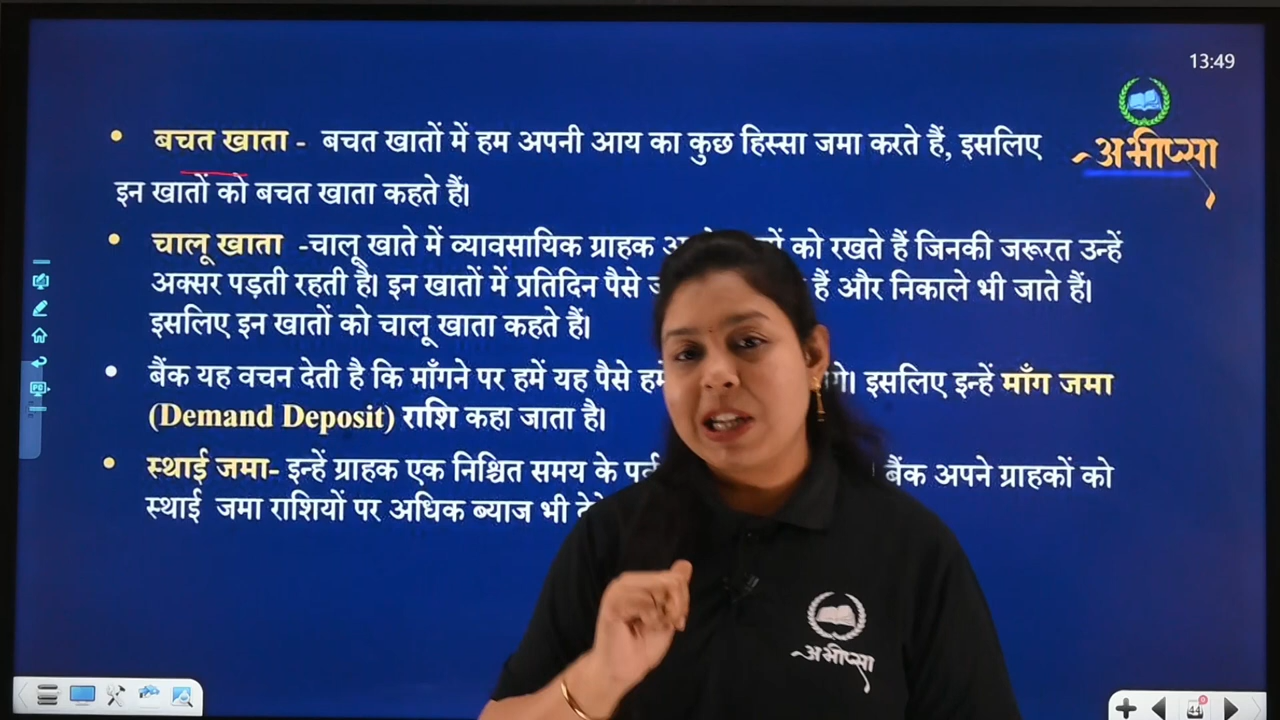 13:49
अभीप्सा
बचत खाता - बचत खातों में हम अपनी आय का कुछ हिस्सा जमा करते हैं, इसलिए
इन खातों को बचत खाता कहते हैं।
चालू खाता -चालू खाते में व्यावसायिक ग्राहक को रखते हैं जिनकी जरूरत उन्हें
अक्सर पड़ती रहती है। इन खातों में प्रतिदिन पैसे हैं और निकाले भी जाते हैं।
इसलिए इन खातों को चालू खाता कहते हैं।
बैंक यह वचन देती है कि माँगने पर हमें यह पैसे इसलिए इन्हें माँग जमा
(Demand Deposit) राशि कहा जाता है।
स्थाई जमा- इन्हें ग्राहक एक निश्चित समय के बैंक अपने ग्राहकों को
स्थाई जमा राशियों पर अधिक ब्याज भी
अभीप्सा
44